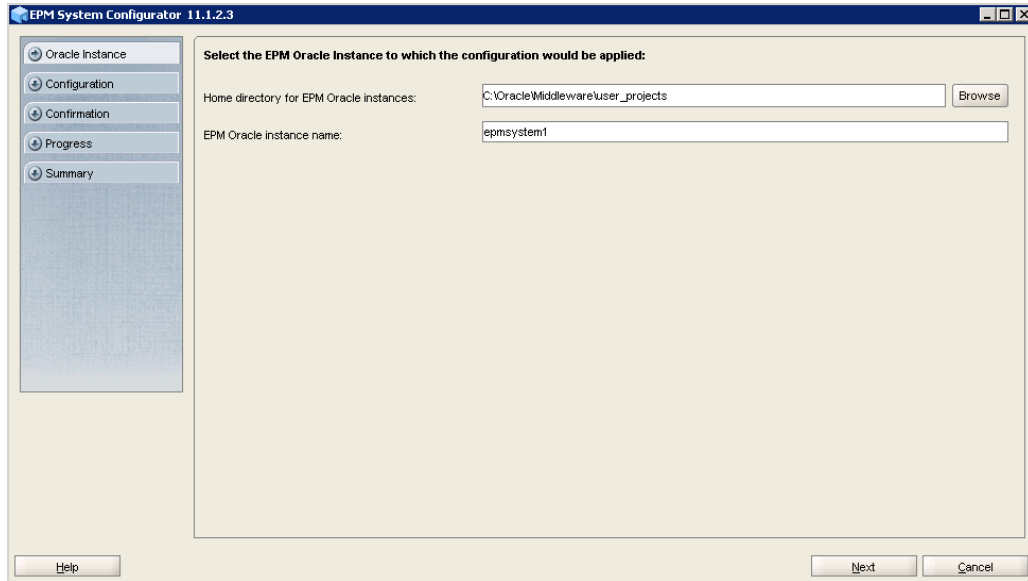 EPM System Configurator 11.1.2.3
Oracle Instance
Configuration
Confirmation
Progress
Summary
Select the EPM Oracle Instance to which the configuration would be applied:
Home directory for EPM Oracle instances: C:\Oracle\Middleware\user_projects Browse
EPM Oracle instance name: epmsystem1
Help Next Cancel